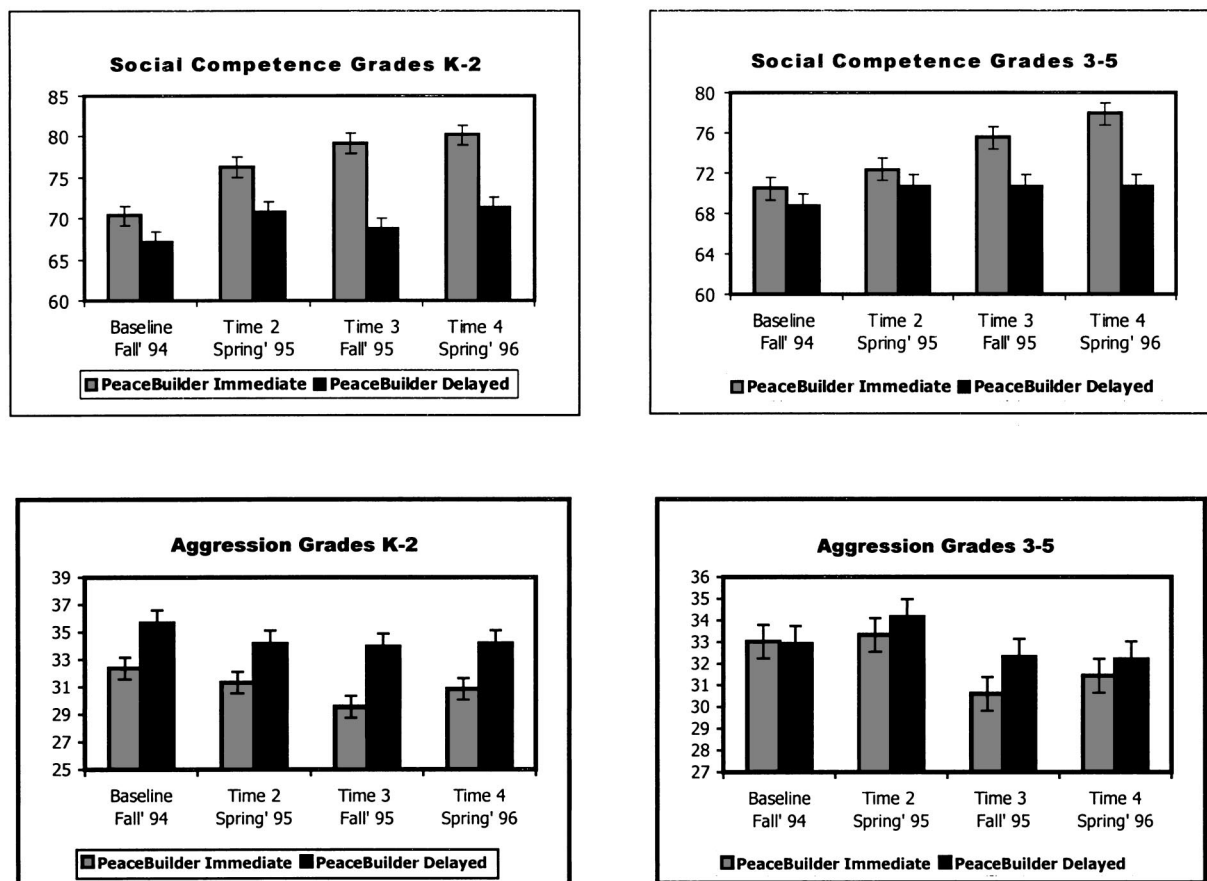 Social Competence Grades K-2
85
80
75
70
65
60
Baseline Time 2 Time 3 Time 4
Fall' 94 Spring' 95 Fall' 95 Spring' 96
PeaceBuilder Immediate PeaceBuilder Delayed
Social Competence Grades 3-5
80
76
72
68
64
60
Baseline Time 2 Time 3 Time 4
Fall' 94 Spring' 95 Fall' 95 Spring' 96
PeaceBuilder Immediate PeaceBuilder Delayed
Aggression Grades K-2
39
37
35
33
31
29
27
25
Baseline Time 2 Time 3 Time 4
Fall' 94 Spring' 95 Fall' 95 Spring' 96
PeaceBuilder Immediate PeaceBuilder Delayed
Aggression Grades 3-5
36
35
34
33
32
31
30
29
28
27
Baseline Time 2 Time 3 Time 4
Fall' 94 Spring' 95 Fall' 95 Spring' 96
PeaceBuilder Immediate PeaceBuilder Delayed